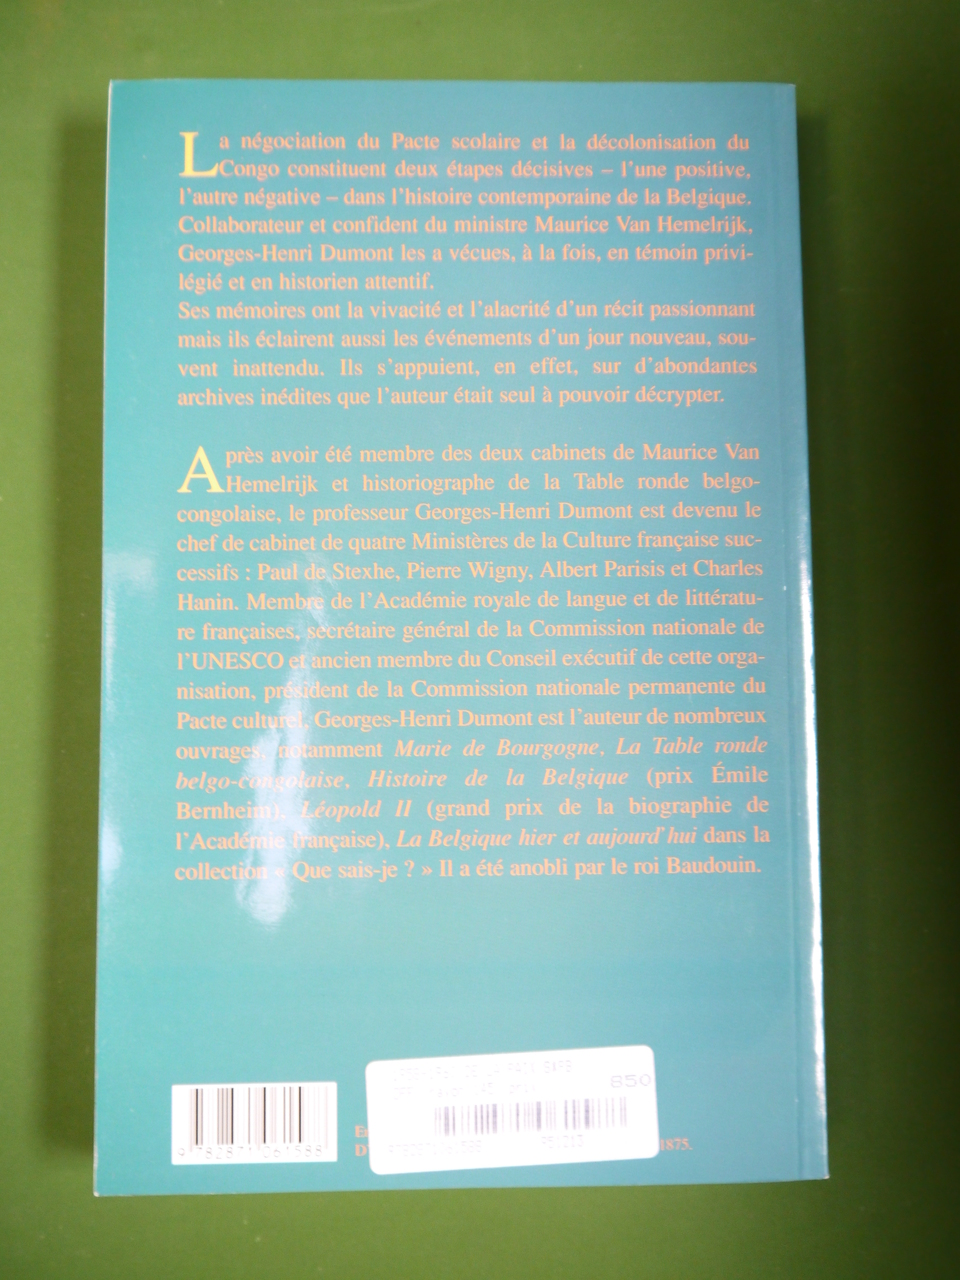 La négociation du Pacte scolaire et la décolonisation du
Congo constituent deux étapes décisives – l'une positive,
l'autre négative – dans l'histoire contemporaine de la Belgique.
Collaborateur et confident du ministre Maurice Van Hemelrijk,
Georges-Henri Dumont les a vécues, à la fois, en témoin privi-
légié et en historien attentif.
Ses mémoires ont la vivacité et l'alacrité d'un récit passionnant
mais ils éclairent aussi les événements d'un jour nouveau, sou-
vent inattendu. Ils s'appuient, en effet, sur d'abondantes
archives inédites que l'auteur était seul à pouvoir décrypter.
Après avoir été membre des deux cabinets de Maurice Van
Hemelrijk et historiographe de la Table ronde belgo-
congolaise, le professeur Georges-Henri Dumont est devenu le
chef de cabinet de quatre Ministères de la Culture française suc-
cessifs : Paul de Stexhe, Pierre Wigny, Albert Parisis et Charles
Hanin. Membre de l'Académie royale de langue et de littératu-
re françaises, secrétaire général de la Commission nationale de
l'UNESCO et ancien membre du Conseil exécutif de cette orga-
nisation, président de la Commission nationale permanente du
Pacte culturel, Georges-Henri Dumont est l'auteur de nombreux
ouvrages, notamment Marie de Bourgogne, La Table ronde
belgo-congolaise, Histoire de la Belgique (prix Émile
Bernheim), Léopold II (grand prix de la biographie de
l'Académie française), La Belgique hier et aujourd'hui dans la
collection « Que sais-je ? » Il a été anobli par le roi Baudouin.
850
9 782871 061588
1875.